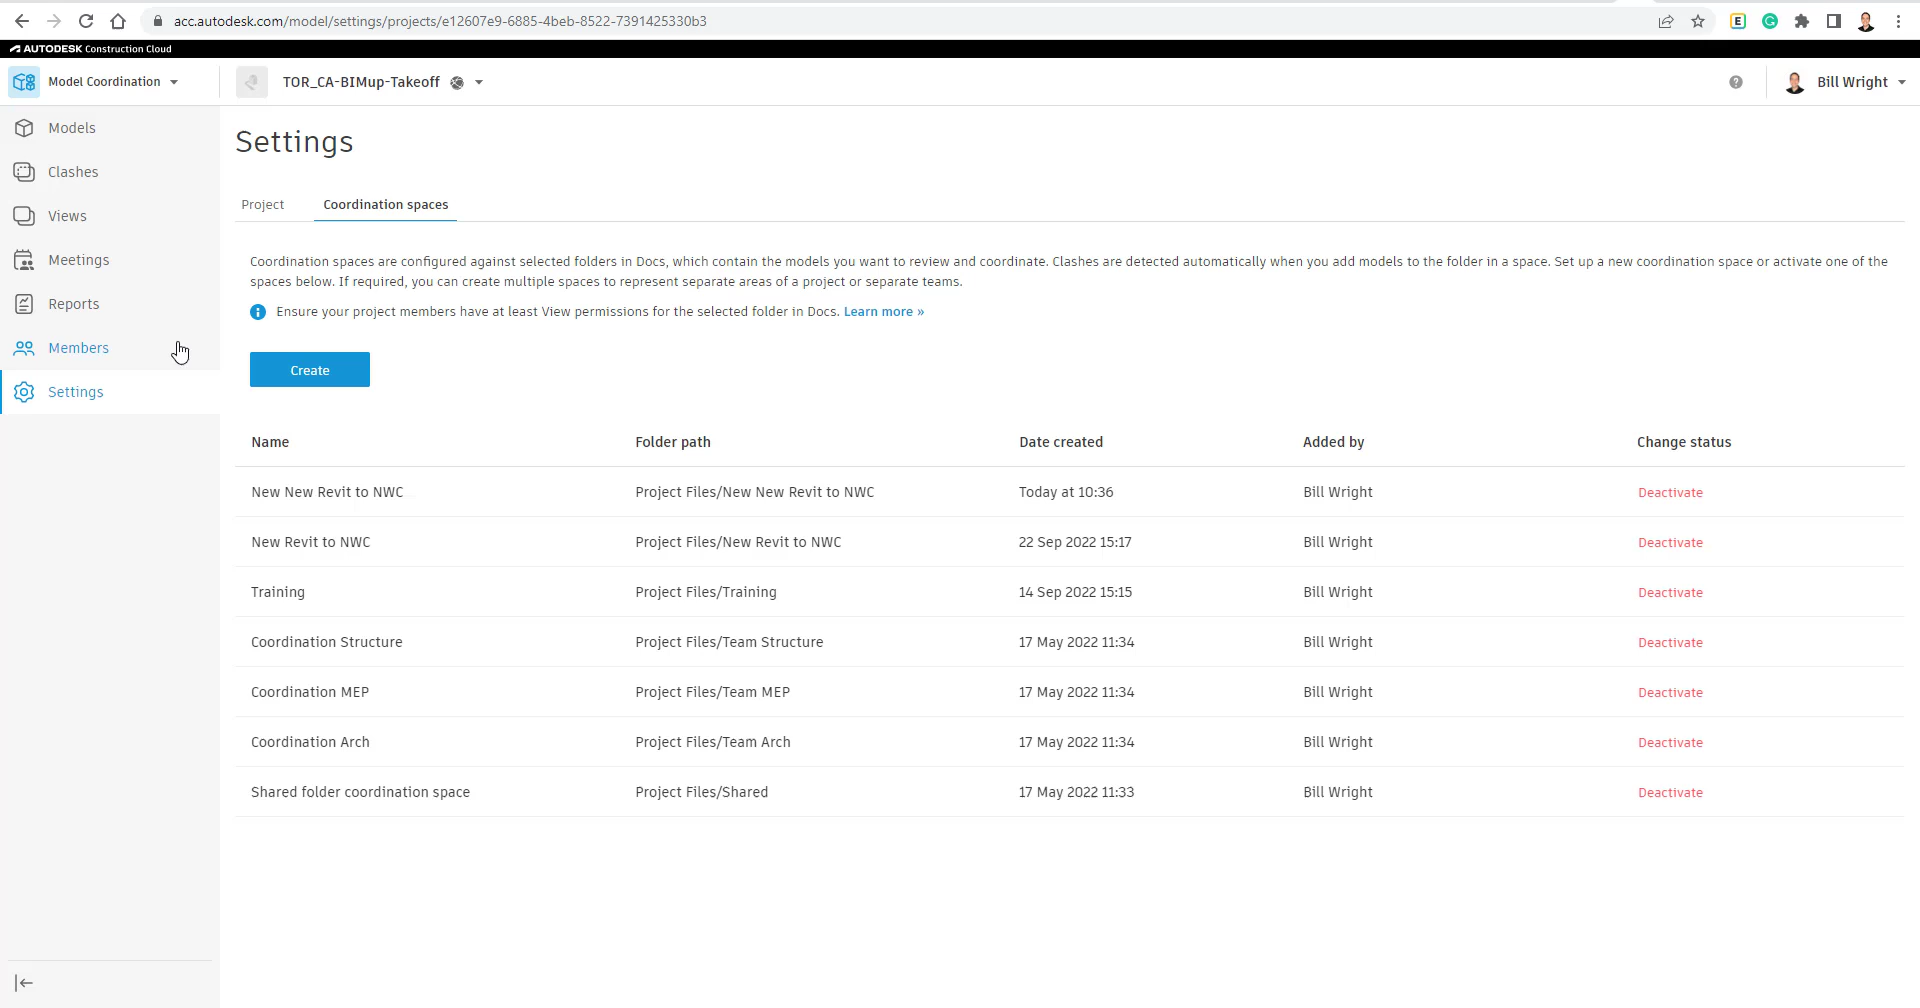 acc.autodesk.com/model/settings/projects/e12607e9-6885-4beb-8522-7391425330b3
AUTODESK Construction Cloud
Model Coordination
TOR_CA-BIMup-Takeoff
Bill Wright
Models
Clashes
Views
Meetings
Reports
Members
Settings
Settings
Project Coordination spaces
Coordination spaces are configured against selected folders in Docs, which contain the models you want to review and coordinate. Clashes are detected automatically when you add models to the folder in a space. Set up a new coordination space or activate one of the
spaces below. If required, you can create multiple spaces to represent separate areas of a project or separate teams.
Ensure your project members have at least View permissions for the selected folder in Docs. Learn more »
Create
Name Folder path Date created Added by Change status
New New Revit to NWC Project Files/New New Revit to NWC Today at 10:36 Bill Wright Deactivate
New Revit to NWC Project Files/New Revit to NWC 22 Sep 2022 15:17 Bill Wright Deactivate
Training Project Files/Training 14 Sep 2022 15:15 Bill Wright Deactivate
Coordination Structure Project Files/Team Structure 17 May 2022 11:34 Bill Wright Deactivate
Coordination MEP Project Files/Team MEP 17 May 2022 11:34 Bill Wright Deactivate
Coordination Arch Project Files/Team Arch 17 May 2022 11:34 Bill Wright Deactivate
Shared folder coordination space Project Files/Shared 17 May 2022 11:33 Bill Wright Deactivate